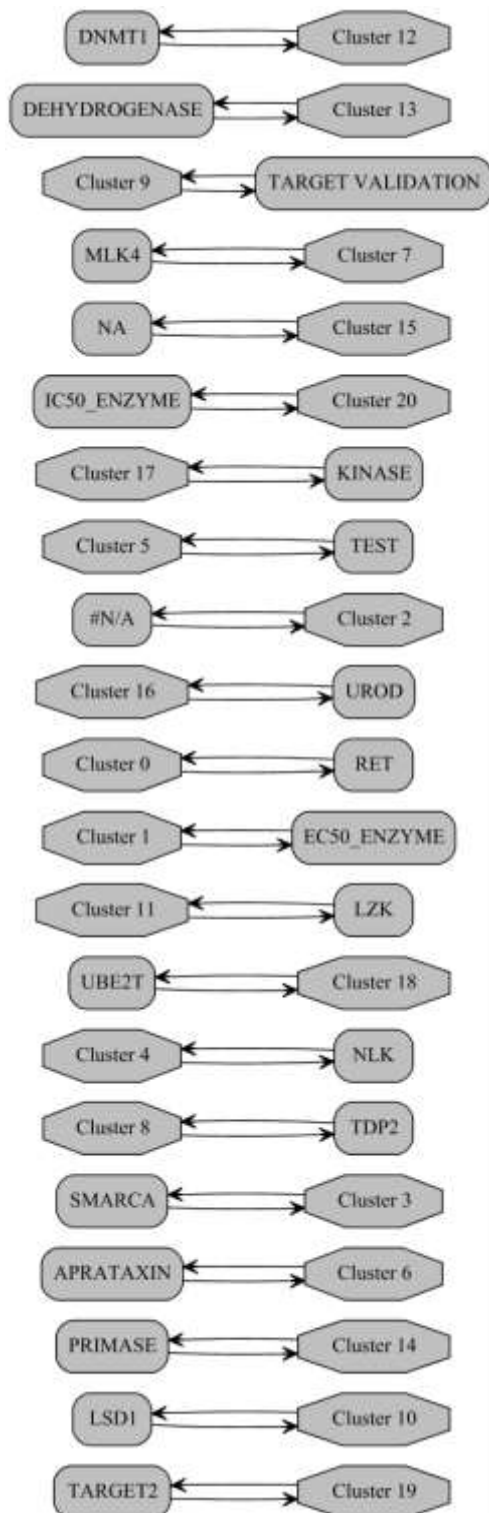 DNMT1 Cluster 12
DEHYDROGENASE Cluster 13
Cluster 9 TARGET VALIDATION
MLK4 Cluster 7
NA Cluster 15
IC50_ENZYME Cluster 20
Cluster 17 KINASE
Cluster 5 TEST
#N/A Cluster 2
Cluster 16 UROD
Cluster 0 RET
Cluster 1 EC50_ENZYME
Cluster 11 LZK
UBE2T Cluster 18
Cluster 4 NLK
Cluster 8 TDP2
SMARCA Cluster 3
APRATAXIN Cluster 6
PRIMASE Cluster 14
LSD1 Cluster 10
TARGET2 Cluster 19